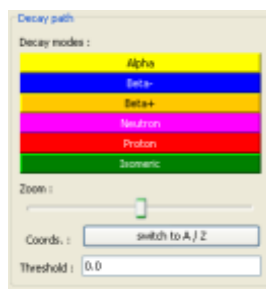 Decay path
Decay modes :
Alpha
Beta-
Beta+
Neutron
Proton
Isomeric
Zoom :
Coords. : switch to A / Z
Threshold : 0.0